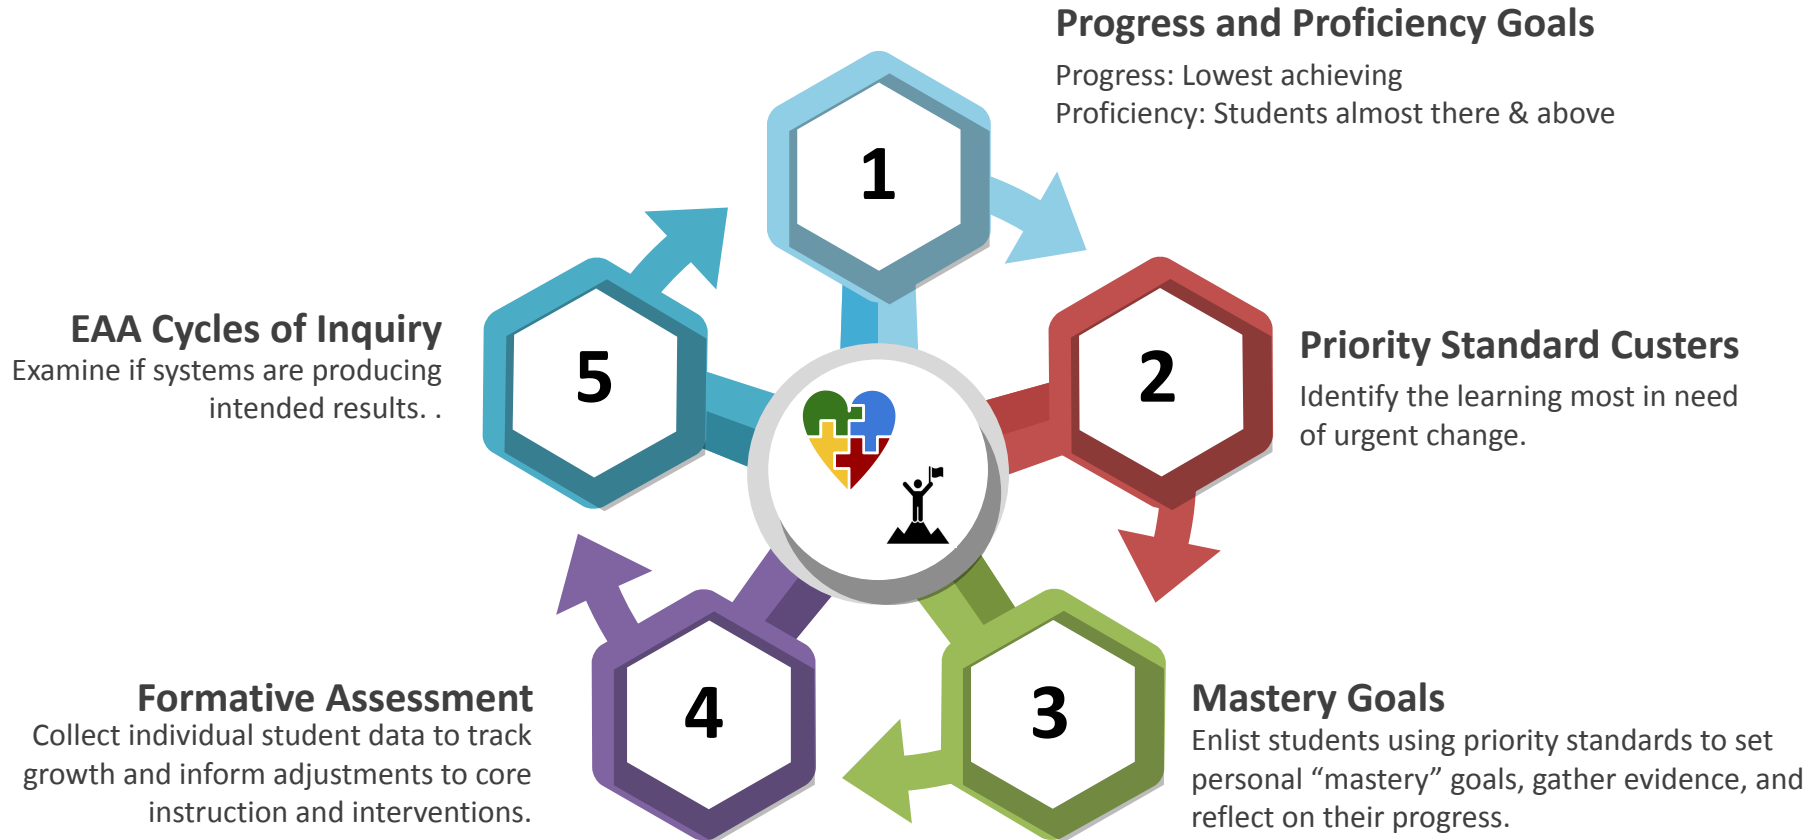 1
Progress and Proficiency Goals
Progress: Lowest achieving
Proficiency: Students almost there & above
2
Priority Standard Custers
Identify the learning most in need
of urgent change.
3
Mastery Goals
Enlist students using priority standards to set
personal “mastery” goals, gather evidence, and
reflect on their progress.
4
Formative Assessment
Collect individual student data to track
growth and inform adjustments to core
instruction and interventions.
5
EAA Cycles of Inquiry
Examine if systems are producing
intended results. .